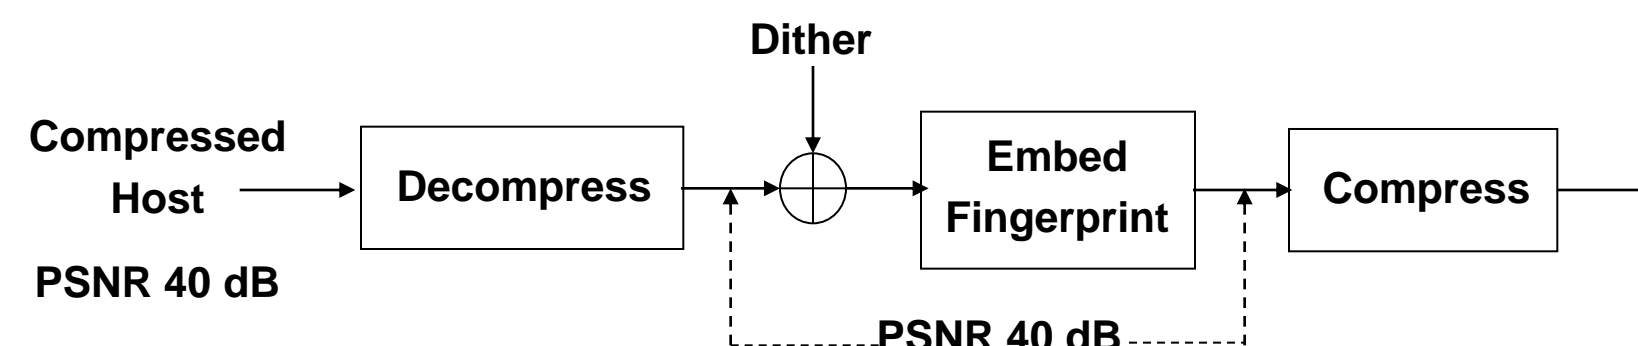 Dither
Compressed
Host
PSNR 40 dB
Decompress
Embed
Fingerprint
Compress
PSNR 40 dB